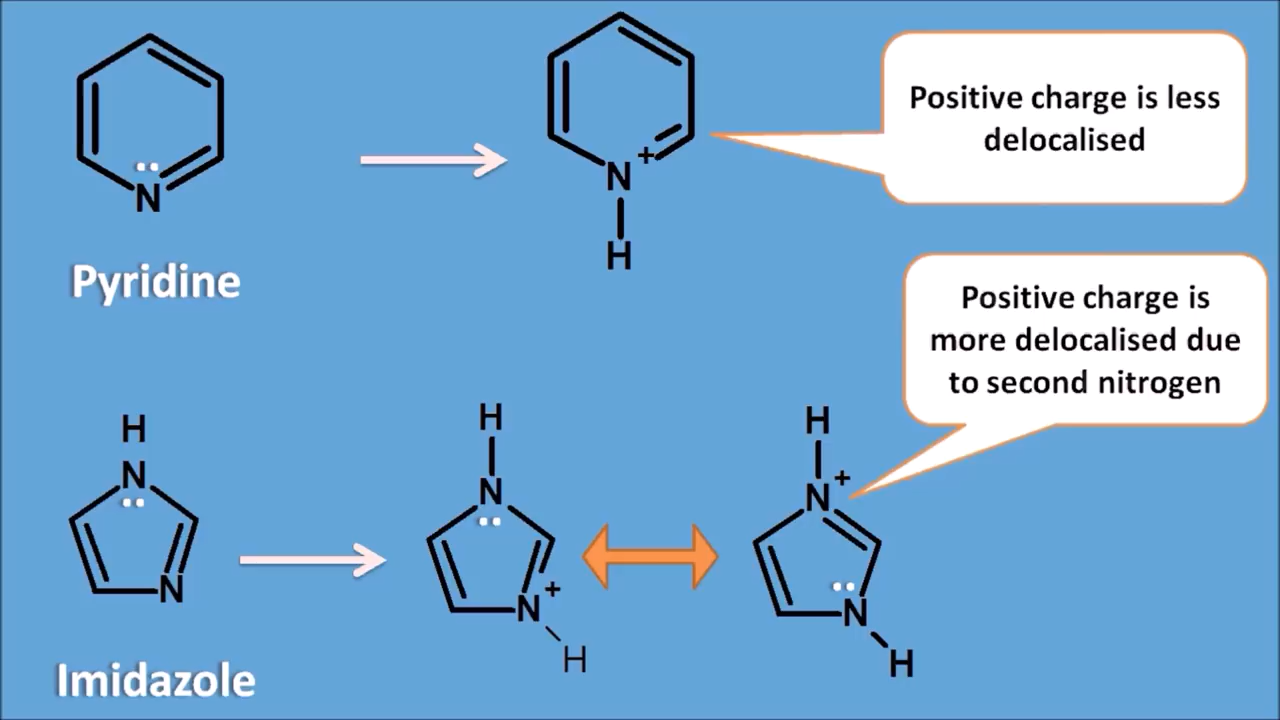 N
Pyridine
N
+
H
Positive charge is less
delocalised
Positive charge is
more delocalised due
to second nitrogen
H
N
N
Imidazole
H
N
N
+
H
H
N
+
N
H